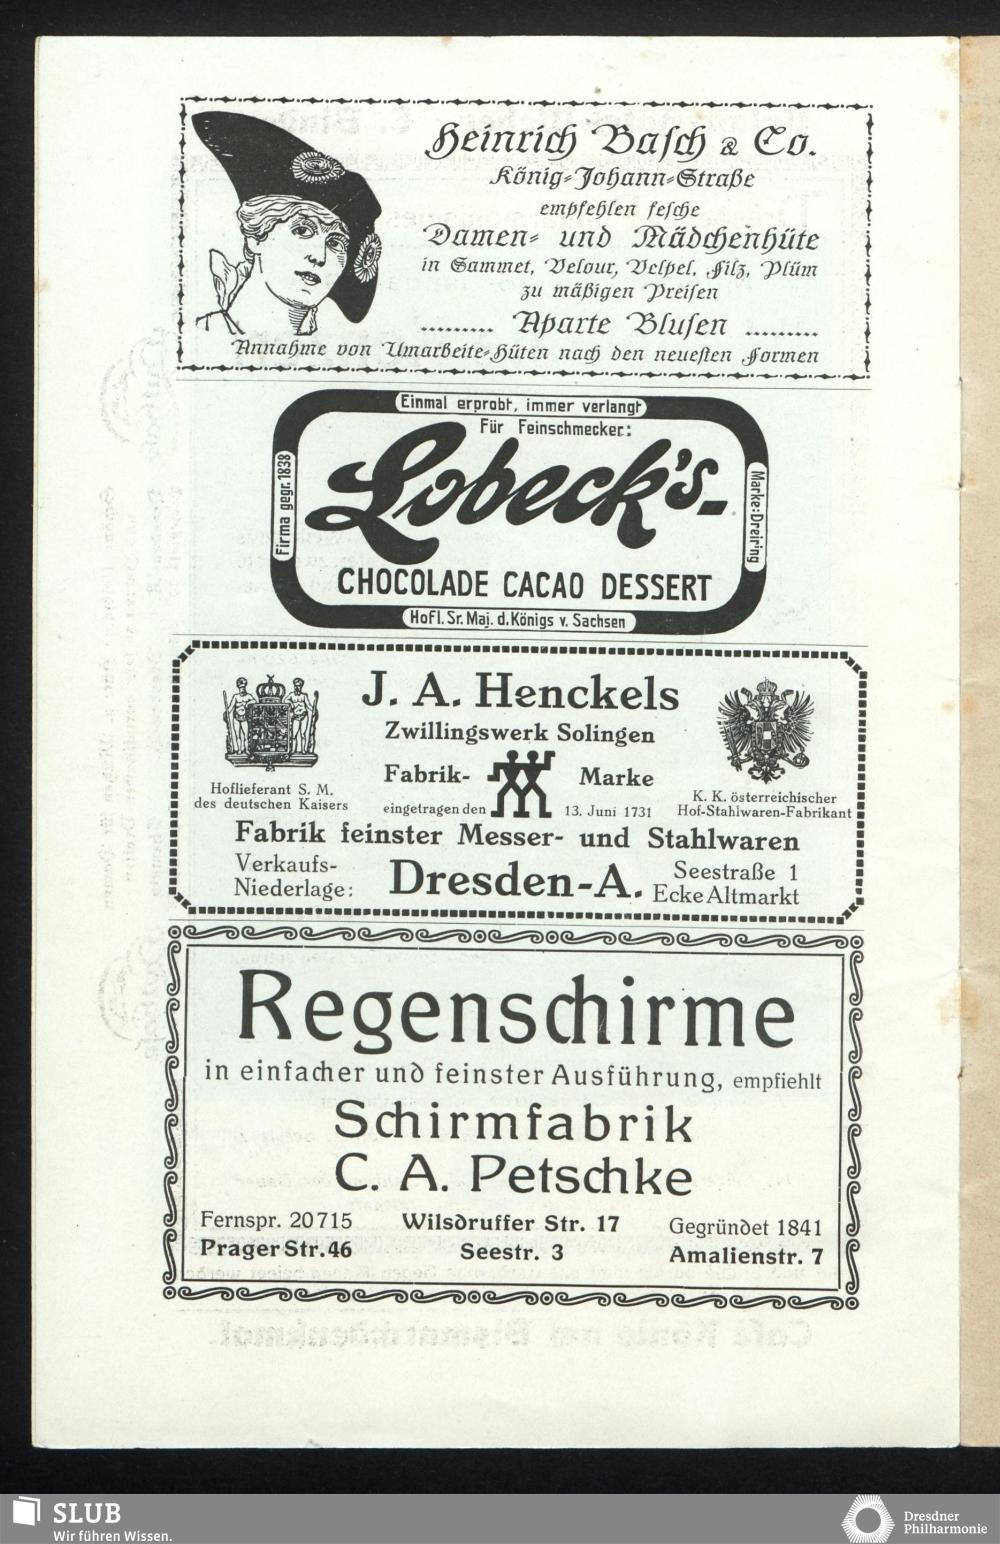 Heinrich Basch & Co.
König-Johann-Straße
empfehlen fesche
Damen- und Mädchenhüte
in Sammet, Velour, Velpel, Filz, Plüm
zu mäßigen Preisen
......... Aparte Blusen .........
Annahme von Umarbeite-Hüten nach den neuesten Formen
Einmal erprobt, immer verlangt
Für Feinschmecker:
Firma gegr. 1838
Lobeck's-
Marke: Dreiring
CHOCOLADE CACAO DESSERT
Hofl. Sr. Maj. d. Königs v. Sachsen
J. A. Henckels
Zwillingswerk Solingen
Fabrik- Marke
eingetragen den 13. Juni 1731
Hoflieferant S. M.
des deutschen Kaisers
K. K. österreichischer
Hof-Stahlwaren-Fabrikant
Fabrik feinster Messer- und Stahlwaren
Verkaufs-
Niederlage:
Dresden-A.
Seestraße 1
Ecke Altmarkt
Regenschirme
in einfacher und feinster Ausführung, empfiehlt
Schirmfabrik
C. A. Petschke
Fernspr. 20715 Wilsdruffer Str. 17 Gegründet 1841
Prager Str. 46 Seestr. 3 Amalienstr. 7
SLUB
Wir führen Wissen.
Dresdner
Philharmonie